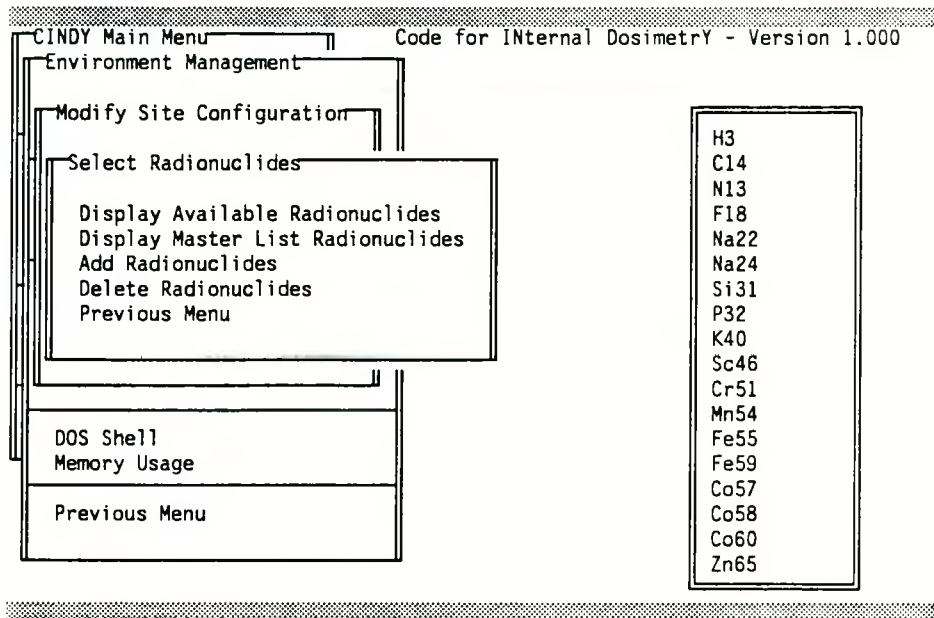 CINDY Main Menu
Code for INternal DosimetrY - Version 1.000
Environment Management
Modify Site Configuration
Select Radionuclides
Display Available Radionuclides
Display Master List Radionuclides
Add Radionuclides
Delete Radionuclides
Previous Menu
DOS Shell
Memory Usage
Previous Menu
H3
C14
N13
F18
Na22
Na24
Si31
P32
K40
Sc46
Cr51
Mn54
Fe55
Fe59
Co57
Co58
Co60
Zn65